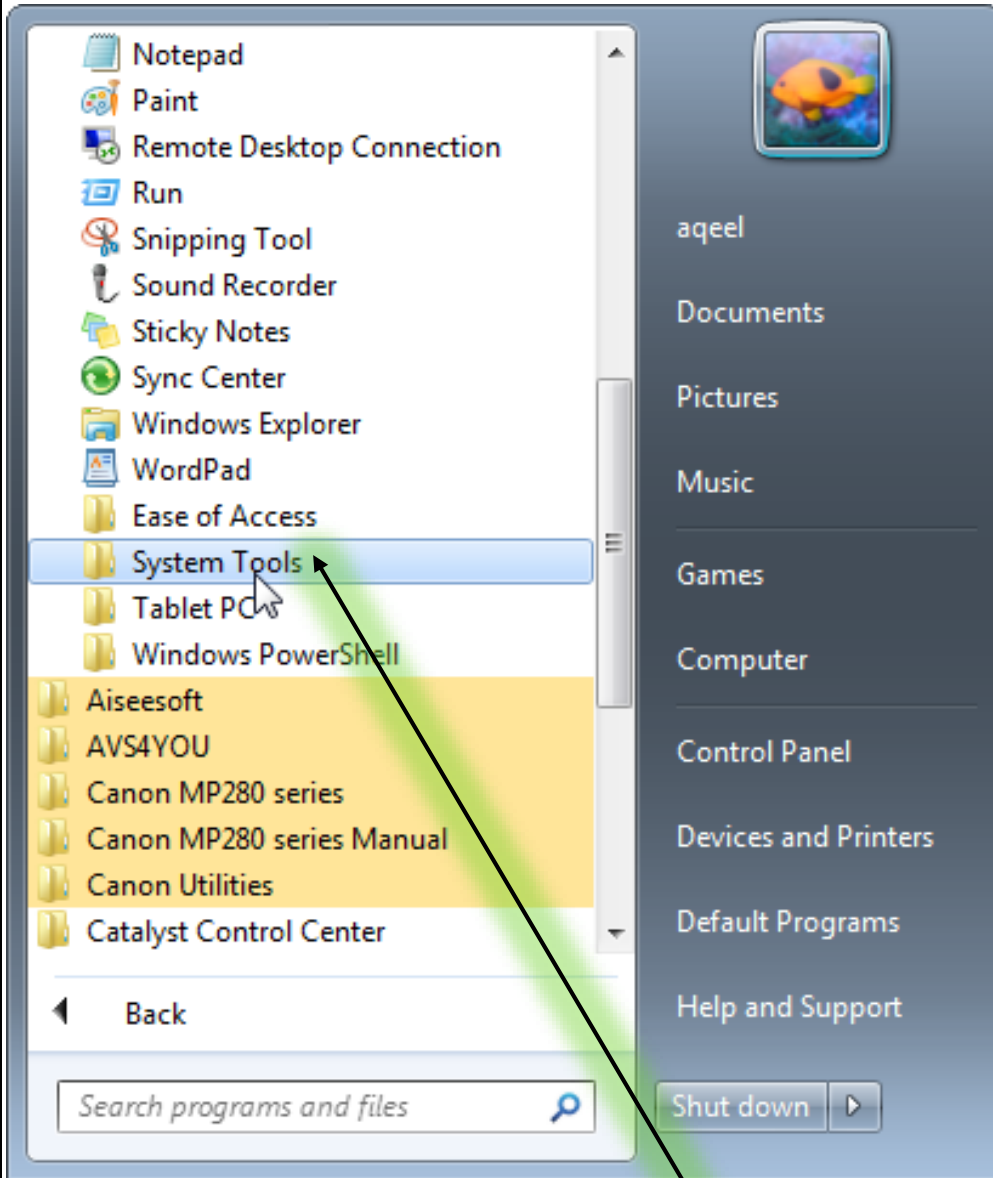 Notepad
Paint
Remote Desktop Connection
Run
Snipping Tool
Sound Recorder
Sticky Notes
Sync Center
Windows Explorer
WordPad
Ease of Access
System Tools
Tablet PC
Windows PowerShell
Aiseesoft
AVS4YOU
Canon MP280 series
Canon MP280 series Manual
Canon Utilities
Catalyst Control Center
Back
Search programs and files
aqeel
Documents
Pictures
Music
Games
Computer
Control Panel
Devices and Printers
Default Programs
Help and Support
Shut down